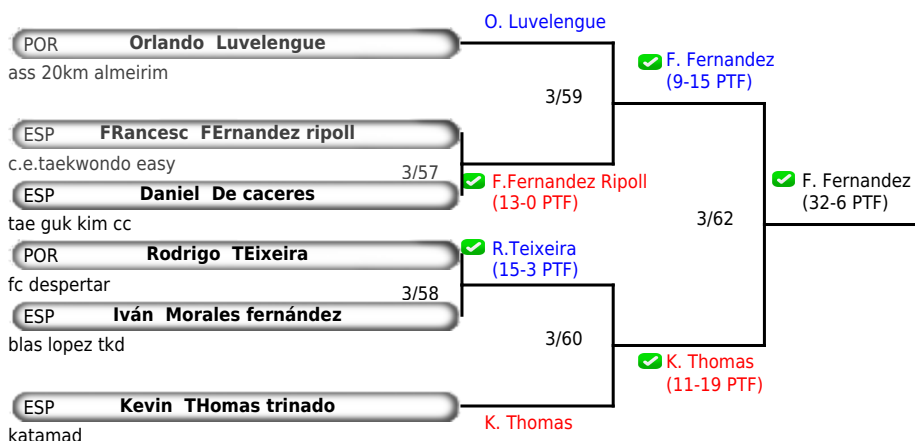 O. Luvelengue
POR Orlando Luvelengue
ass 20km almeirim
F. Fernandez
(9-15 PTF)
3/59
ESP FRancesc FErnandez ripoll
c.e.taekwondo easy
3/57
F.Fernandez Ripoll
(13-0 PTF)
F. Fernandez
(32-6 PTF)
ESP Daniel De caceres
tae guk kim cc
3/62
POR Rodrigo TEixeira
fc despertar
R.Teixeira
(15-3 PTF)
3/58
ESP Iván Morales fernández
blas lopez tkd
3/60
K. Thomas
(11-19 PTF)
ESP Kevin THomas trinado
katamad
K. Thomas